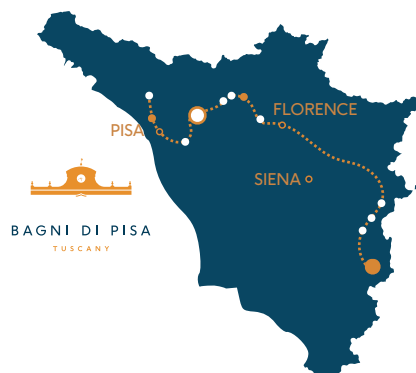 FLORENCE
PISA
SIENA
BAGNI DI PISA
TUSCANY